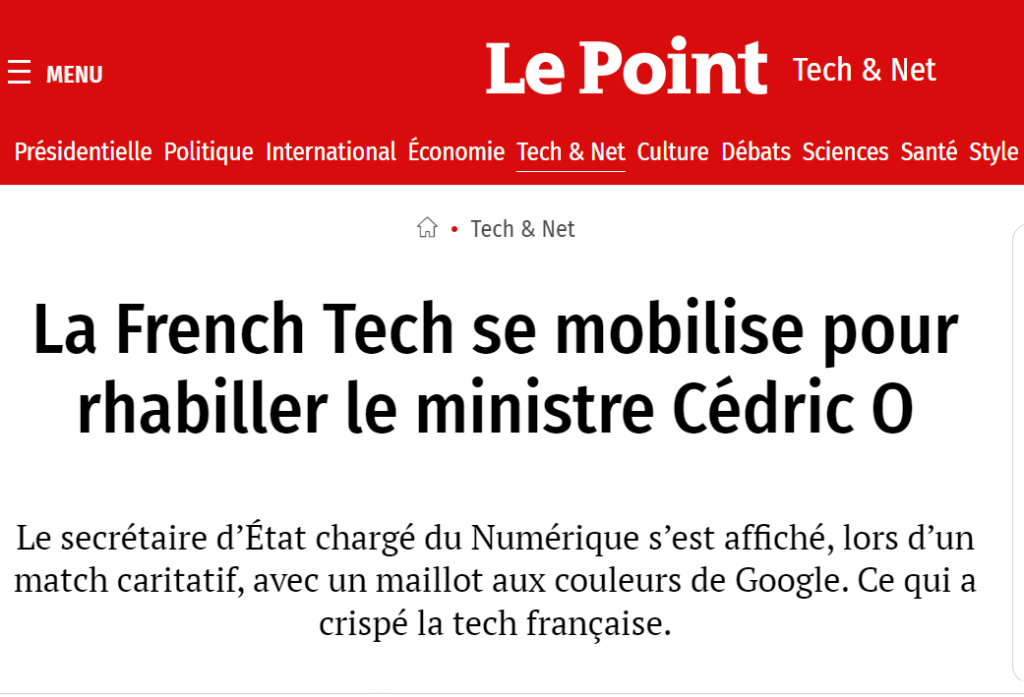 MENU
Le Point Tech & Net
Présidentielle Politique International Économie Tech & Net Culture Débats Sciences Santé Style
Tech & Net
La French Tech se mobilise pour
rhabiller le ministre Cédric O
Le secrétaire d’État chargé du Numérique s’est affiché, lors d’un
match caritatif, avec un maillot aux couleurs de Google. Ce qui a
crispé la tech française.